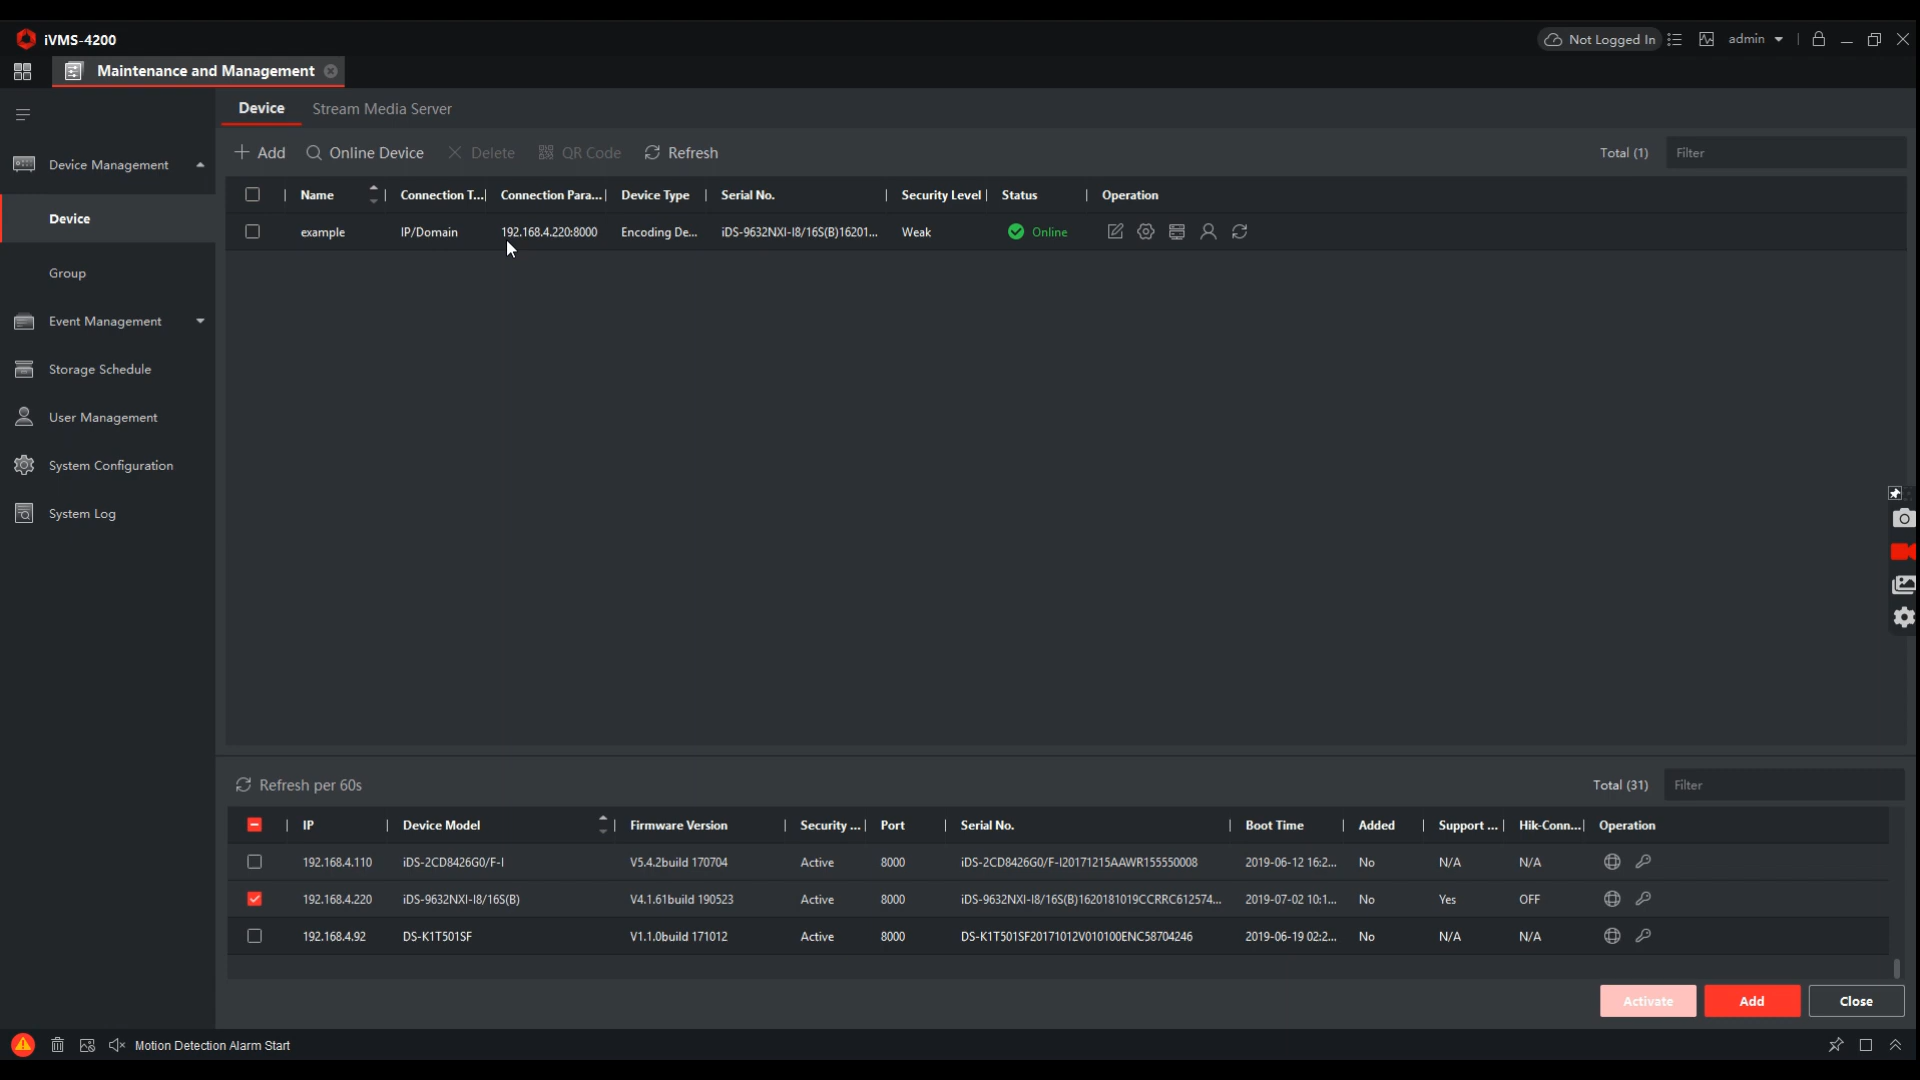 iVMS-4200
Not Logged In admin
Maintenance and Management
Device Stream Media Server
Add Online Device Delete QR Code Refresh Total (1) Filter
Device Management
Device
Group
Event Management
Storage Schedule
User Management
System Configuration
System Log
Name Connection T... Connection Para... Device Type Serial No. Security Level Status Operation
example IP/Domain 192.168.4.220:8000 Encoding De... iDS-9632NXI-I8/16S(B)16201... Weak Online
Refresh per 60s Total (31) Filter
IP Device Model Firmware Version Security ... Port Serial No. Boot Time Added Support ... Hik-Conn... Operation
192.168.4.110 iDS-2CD8426G0/F-I V5.4.2build 170704 Active 8000 iDS-2CD8426G0/F-I20171215AAWR155550008 2019-06-12 16:2... No N/A N/A
192.168.4.220 iDS-9632NXI-I8/16S(B) V4.1.61build 190523 Active 8000 iDS-9632NXI-I8/16S(B)1620181019CCRRC612574... 2019-07-02 10:1... No Yes OFF
192.168.4.92 DS-K1T501SF V1.1.0build 171012 Active 8000 DS-K1T501SF20171012V010100ENC58704246 2019-06-19 02:2... No N/A N/A
Activate Add Close
Motion Detection Alarm Start